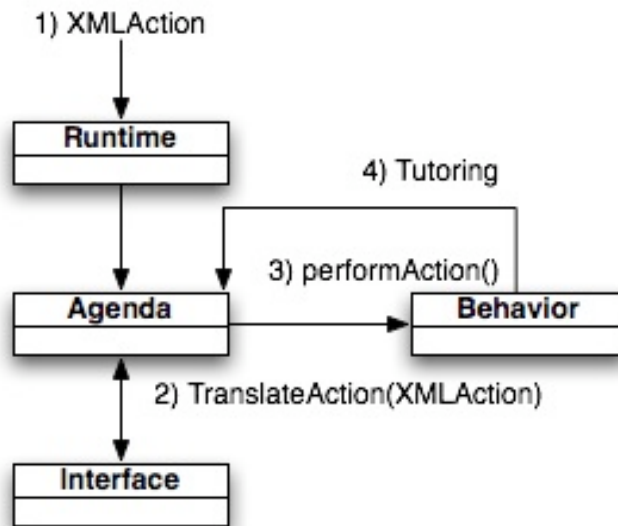 1) XMLAction
Runtime
4) Tutoring
3) performAction()
Agenda
Behavior
2) TranslateAction(XMLAction)
Interface